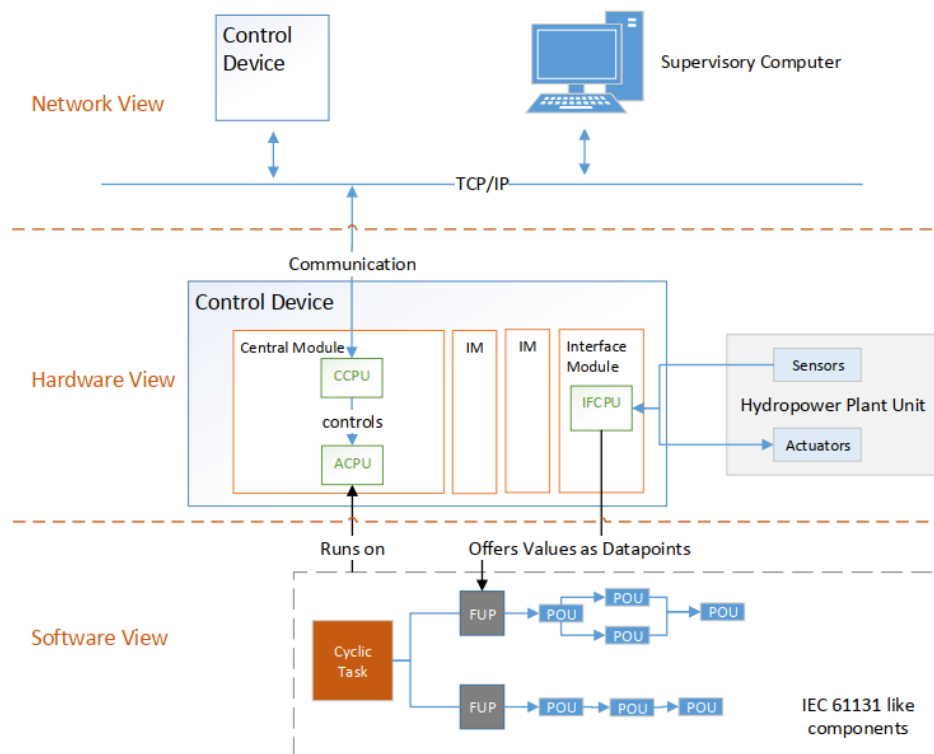 Control
Device
Supervisory Computer
Network View
TCP/IP
Communication
Control Device
Central Module
IM
IM
Interface
Module
CCPU
Sensors
Hardware View
IFCPU
Hydropower Plant Unit
controls
Actuators
ACPU
Runs on
Offers Values as Datapoints
FUP
POU
POU
POU
POU
Software View
Cyclic
Task
FUP
POU
POU
POU
IEC 61131 like
components